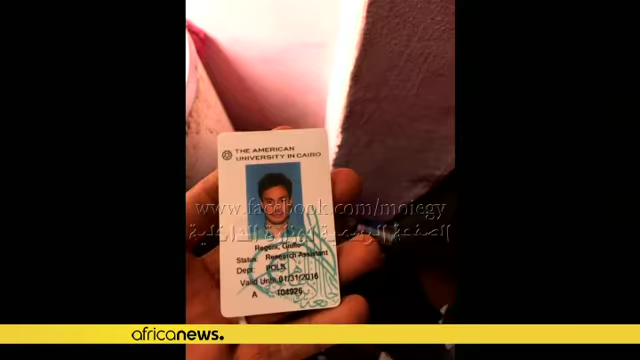 THE AMERICAN
UNIVERSITY IN CAIRO
www.facebook.com/moiegy
الصفحة الرسمية لوزارة الداخلية
Regeni, Giulio
Status: Research Assistant
Dept: POLS
Valid Until 01/31/2016
A 104926
africanews.